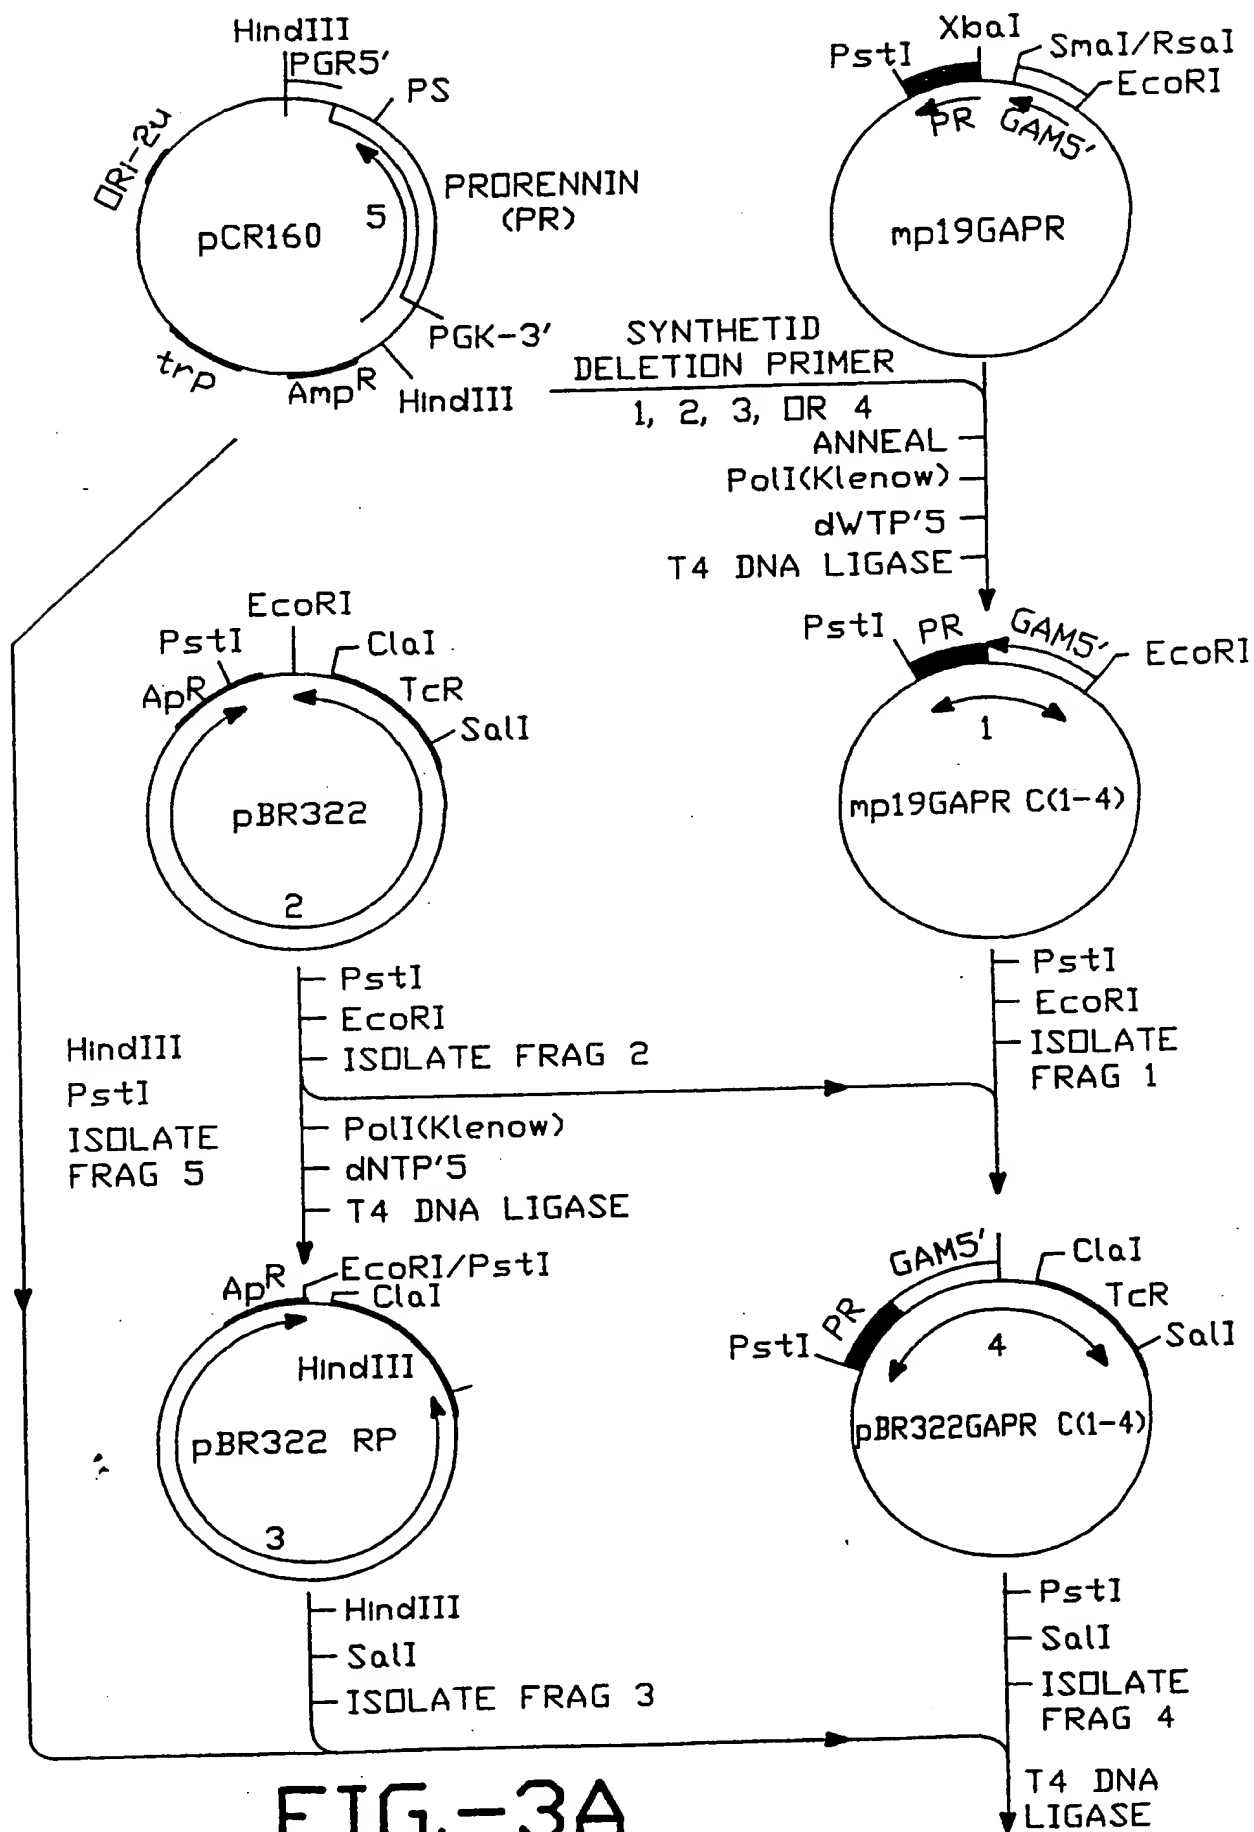 HindIII
PGR5'
PS
ORI-2u
PRORENNIN
(PR)
5
pCR160
PGK-3'
trp
AmpR
HindIII
XbaI
PstI
SmaI/RsaI
EcoRI
PR
GAM5'
mp19GAPR
SYNTHETID
DELETION PRIMER
1, 2, 3, OR 4
ANNEAL
PolI(Klenow)
dWTP'5
T4 DNA LIGASE
EcoRI
PstI
ClaI
ApR
TcR
SalI
pBR322
2
PstI
PR
GAM5'
EcoRI
1
mp19GAPR C(1-4)
PstI
EcoRI
ISOLATE FRAG 2
PstI
EcoRI
ISOLATE
FRAG 1
HindIII
PstI
ISOLATE
FRAG 5
PolI(Klenow)
dNTP'5
T4 DNA LIGASE
ApR
EcoRI/PstI
ClaI
HindIII
pBR322 RP
3
GAM5'
ClaI
PR
TcR
PstI
SalI
4
pBR322GAPR C(1-4)
HindIII
SalI
ISOLATE FRAG 3
PstI
SalI
ISOLATE
FRAG 4
T4 DNA
LIGASE
FIG.-3A